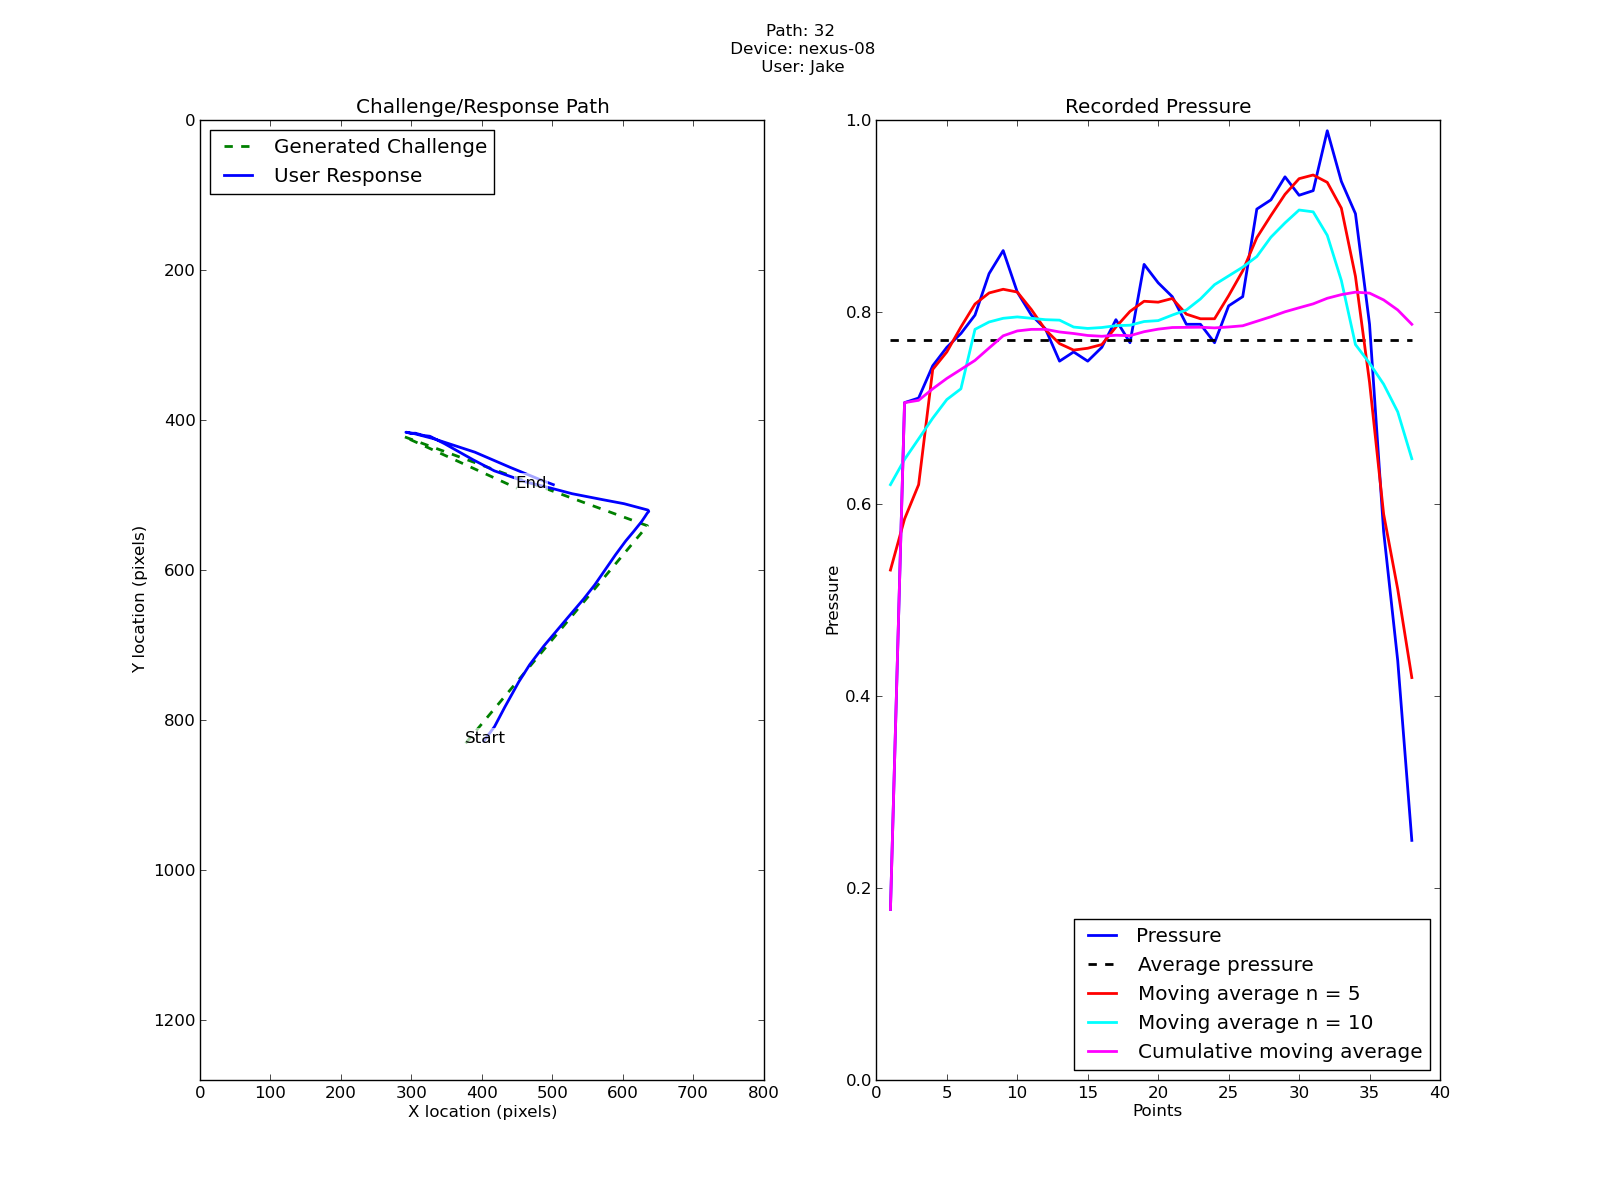 Path: 32
Device: nexus-08
User: Jake
Challenge/Response Path
Generated Challenge
User Response
0
200
400
600
800
1000
1200
Y location (pixels)
End
Start
0 100 200 300 400 500 600 700 800
X location (pixels)
Recorded Pressure
1.0
0.8
0.6
0.4
0.2
0.0
Pressure
Pressure
Average pressure
Moving average n = 5
Moving average n = 10
Cumulative moving average
0 5 10 15 20 25 30 35 40
Points